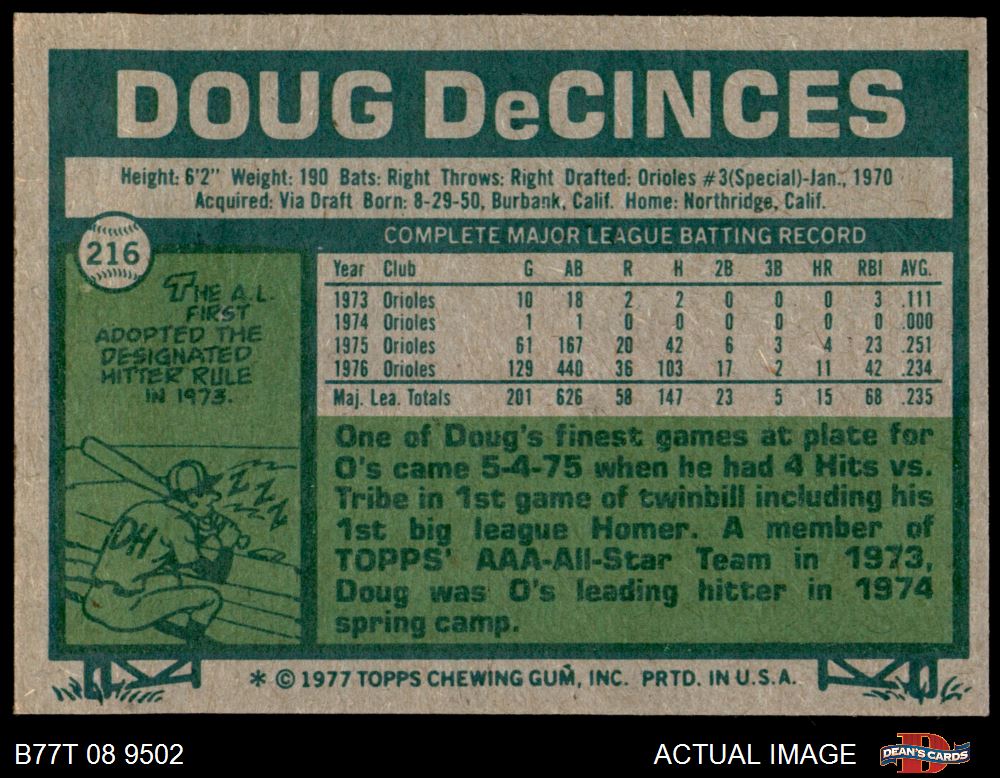 DOUG DeCINCES
Height: 6'2" Weight: 190 Bats: Right Throws: Right Drafted: Orioles #3(Special)-Jan., 1970
Acquired: Via Draft Born: 8-29-50, Burbank, Calif. Home: Northridge, Calif.
216
THE A.L.
FIRST
ADOPTED THE
DESIGNATED
HITTER RULE
IN 1973.
ZZZZ
DH
COMPLETE MAJOR LEAGUE BATTING RECORD
Year Club G AB R H 2B 3B HR RBI AVG.
1973 Orioles 10 18 2 2 0 0 0 3 .111
1974 Orioles 1 1 0 0 0 0 0 0 .000
1975 Orioles 61 167 20 42 6 3 4 23 .251
1976 Orioles 129 440 36 103 17 2 11 42 .234
Maj. Lea. Totals 201 626 58 147 23 5 15 68 .235
One of Doug's finest games at plate for
O's came 5-4-75 when he had 4 Hits vs.
Tribe in 1st game of twinbill including his
1st big league Homer. A member of
TOPPS' AAA-All-Star Team in 1973,
Doug was O's leading hitter in 1974
spring camp.
* © 1977 TOPPS CHEWING GUM, INC. PRTD. IN U.S.A.
B77T 08 9502
ACTUAL IMAGE
DEAN'S CARDS